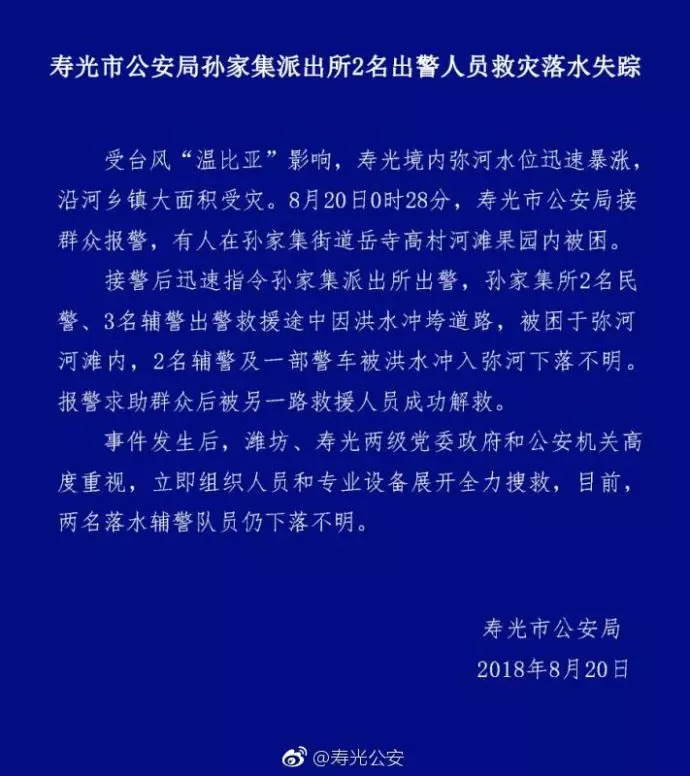 寿光市公安局孙家集派出所2名出警人员救灾落水失踪
受台风“温比亚”影响，寿光境内弥河水位迅速暴涨，
沿河乡镇大面积受灾。8月20日0时28分，寿光市公安局接
群众报警，有人在孙家集街道岳寺高村河滩果园内被困。
接警后迅速指令孙家集派出所出警，孙家集所2名民
警、3名辅警出警救援途中因洪水冲垮道路，被困于弥河
河滩内，2名辅警及一部警车被洪水冲入弥河下落不明。
报警求助群众后被另一路救援人员成功解救。
事件发生后，潍坊、寿光两级党委政府和公安机关高
度重视，立即组织人员和专业设备展开全力搜救，目前，
两名落水辅警队员仍下落不明。
寿光市公安局
2018年8月20日
@寿光公安